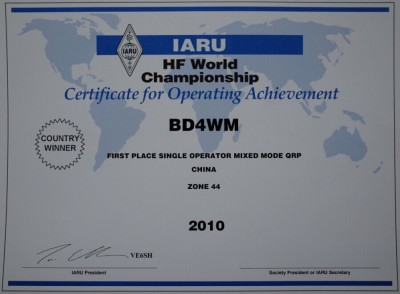 IARU
IARU
HF World
Championship
Certificate for Operating Achievement
BD4WM
COUNTRY
WINNER
FIRST PLACE SINGLE OPERATOR MIXED MODE QRP
CHINA
ZONE 44
2010
VE6SH
IARU President
Society President or IARU Secretary